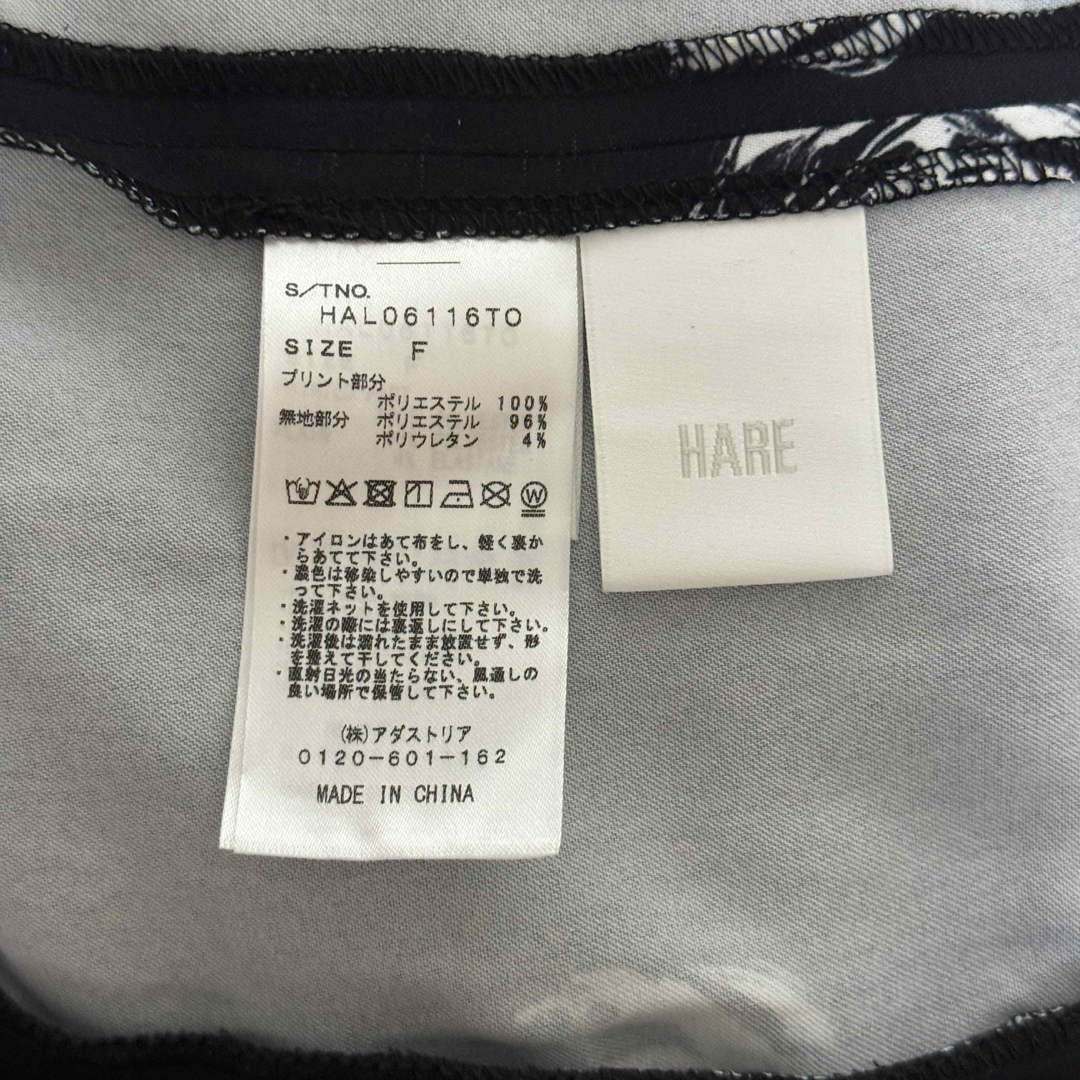 S/TNO.
HAL06116TO
SIZE F
プリント部分
ポリエステル 100%
無地部分 ポリエステル 96%
ポリウレタン 4%
W
・アイロンはあて布をし、軽く裏か
らあてて下さい。
・濃色は移染しやすいので単独で洗
って下さい。
・洗濯ネットを使用して下さい。
・洗濯の際には裏返しにして下さい。
・洗濯後は濡れたまま放置せず、形
を整えて干してください。
・直射日光の当たらない、風通しの
良い場所で保管して下さい。
(株)アダストリア
0120-601-162
MADE IN CHINA
HARE